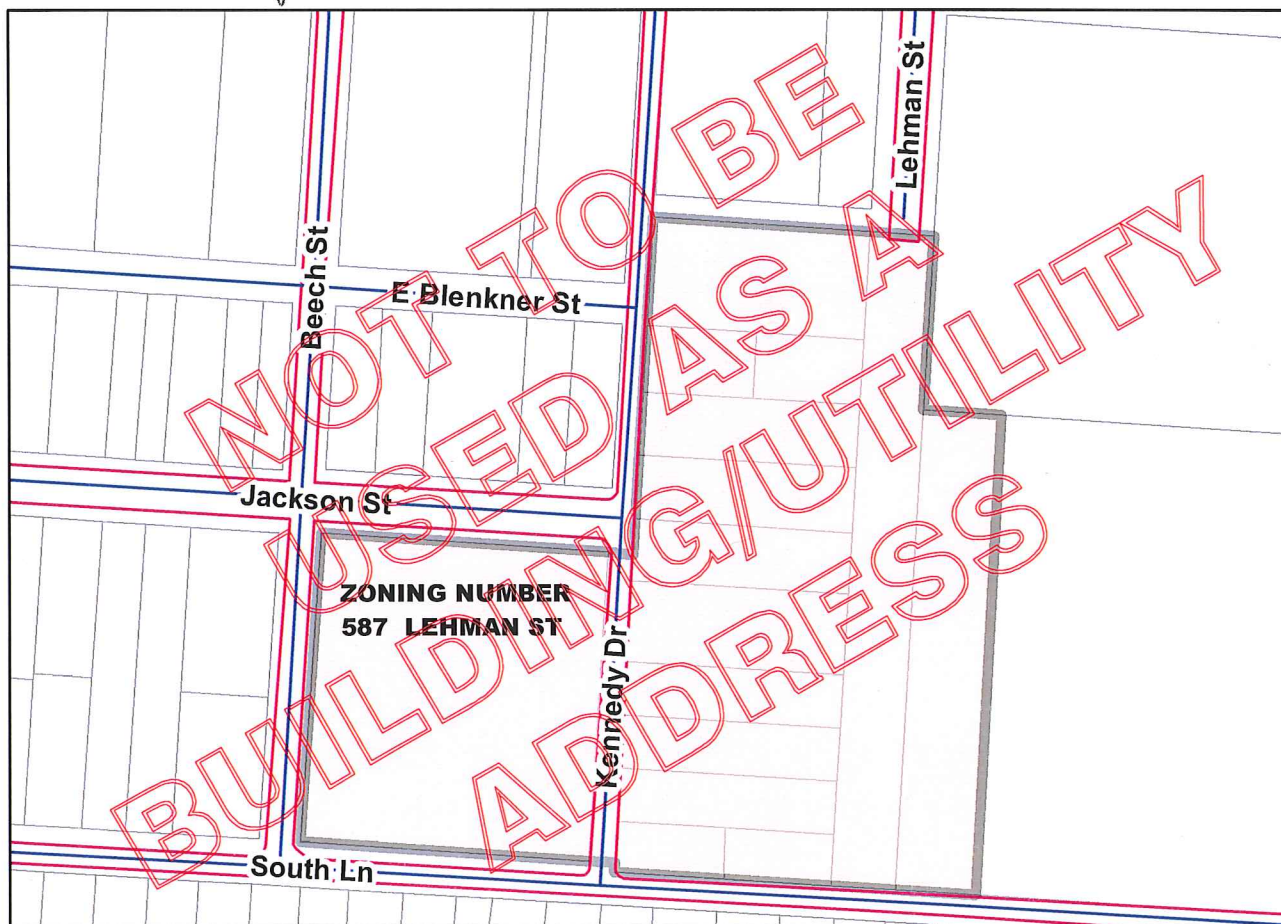 Lehman St
Beech St
E Blenkner St
Jackson St
ZONING NUMBER
587 LEHMAN ST
Kennedy Dr
South Ln
NOT TO BE
USED AS A
BUILDING/UTILITY
ADDRESS